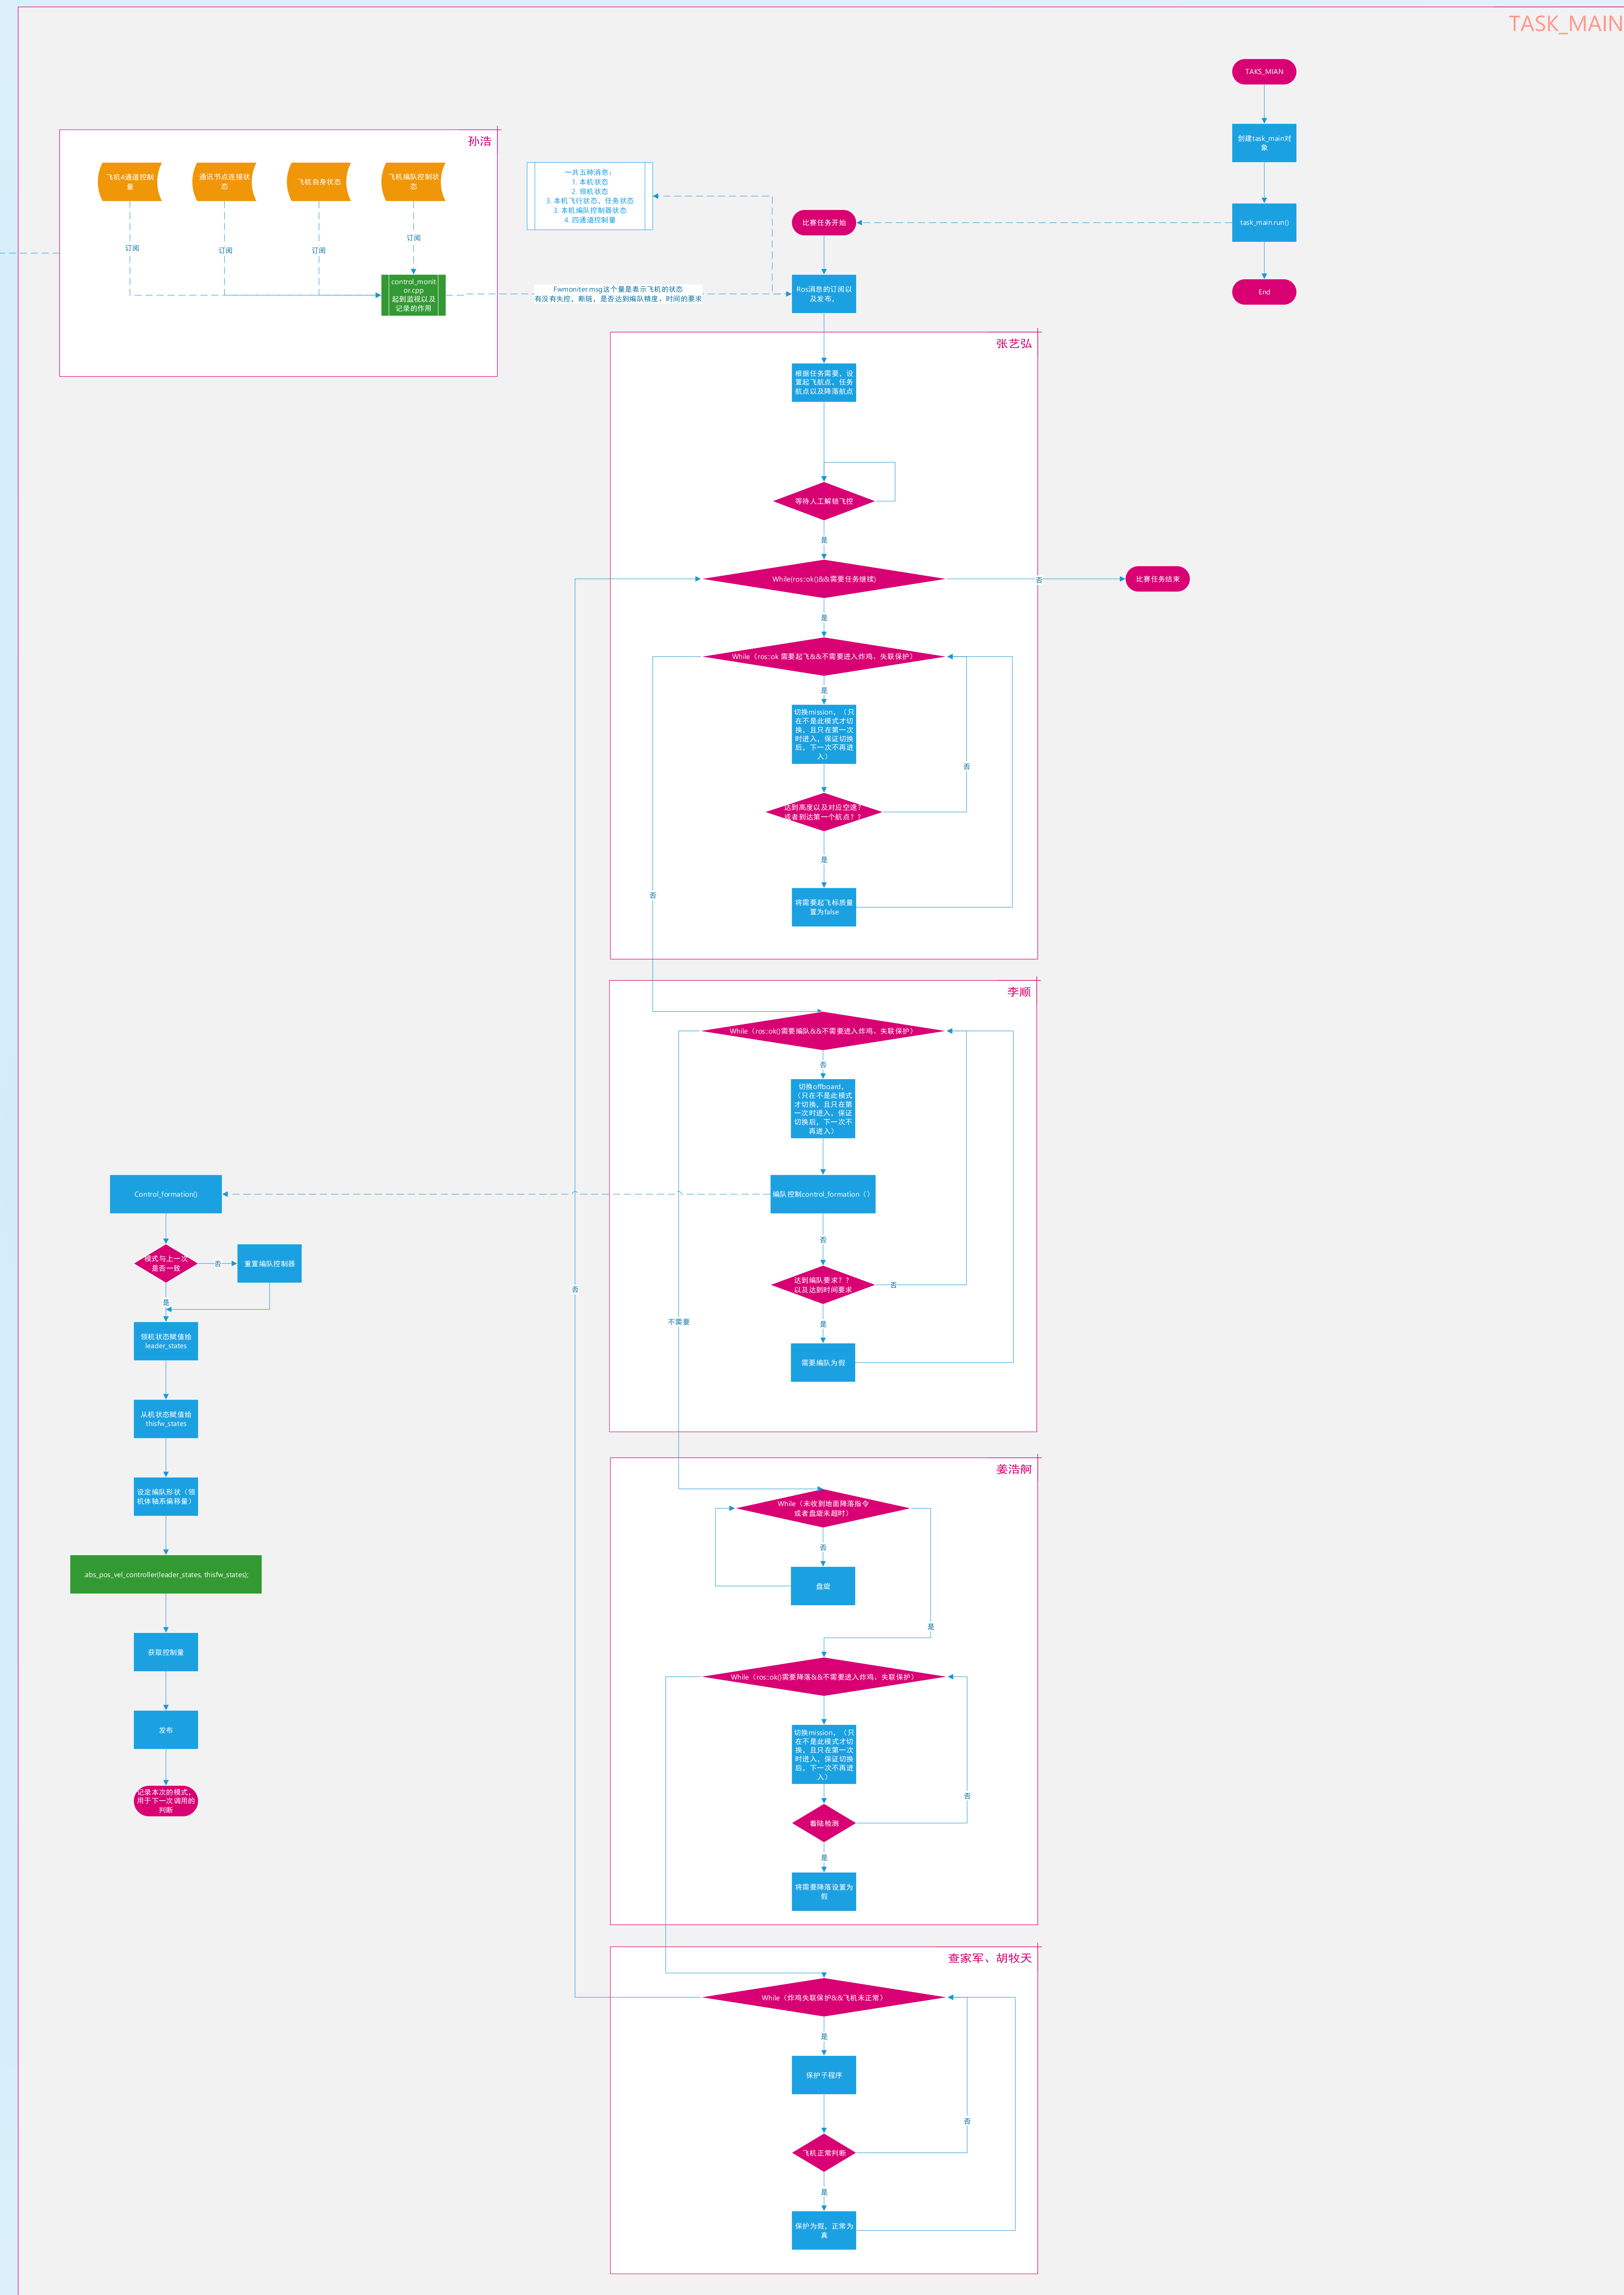 TASK_MAIN
TAKS_MIAN
创建task_main对
象
task_main.run()
End
孙浩
飞机4通道控制
量
通讯节点连接状
态
飞机自身状态
飞机编队控制状
态
订阅
订阅
订阅
订阅
control_monit
or.cpp
起到监视以及
记录的作用
一共五种消息：
1. 本机状态
2. 领机状态
3. 本机飞行状态，任务状态
3. 本机编队控制器状态
4. 四通道控制量
Fwmoniter.msg这个量是表示飞机的状态
有没有失控，断链，是否达到编队精度、时间的要求
比赛任务开始
Ros消息的订阅以
及发布，
张艺弘
根据任务需要，设
置起飞航点，任务
航点以及降落航点
等待人工解锁飞控
是
While(ros::ok()&&需要任务继续)
否
比赛任务结束
是
While（ros::ok 需要起飞&&不需要进入炸鸡、失联保护）
是
切换mission，（只
在不是此模式才切
换，且只在第一次
时进入，保证切换
后，下一次不再进
入）
否
达到高度以及对应空速？
或者到达第一个航点？？
是
否
将需要起飞标质量
置为false
李顺
While（ros::ok()需要编队&&不需要进入炸鸡、失联保护）
否
切换offboard，
（只在不是此模式
才切换，且只在第
一次时进入，保证
切换后，下一次不
再进入）
编队控制control_formation（）
否
达到编队要求？？
以及达到时间要求
否
是
需要编队为假
不需要
否
Control_formation()
模式与上一次
是否一致
否
重置编队控制器
是
领机状态赋值给
leader_states
从机状态赋值给
thisfw_states
设定编队形状（领
机体轴系偏移量）
.abs_pos_vel_controller(leader_states, thisfw_states);
获取控制量
发布
记录本次的模式，
用于下一次调用的
判断
姜浩舸
While（未收到地面降落指令
或者盘旋未超时）
否
盘旋
是
While（ros::ok()需要降落&&不需要进入炸鸡、失联保护）
切换mission，（只
在不是此模式才切
换，且只在第一次
时进入，保证切换
后，下一次不再进
入）
否
着陆检测
是
将需要降落设置为
假
查家军、胡牧天
While（炸鸡失联保护&&飞机未正常）
是
保护子程序
否
飞机正常判断
是
保护为假，正常为
真